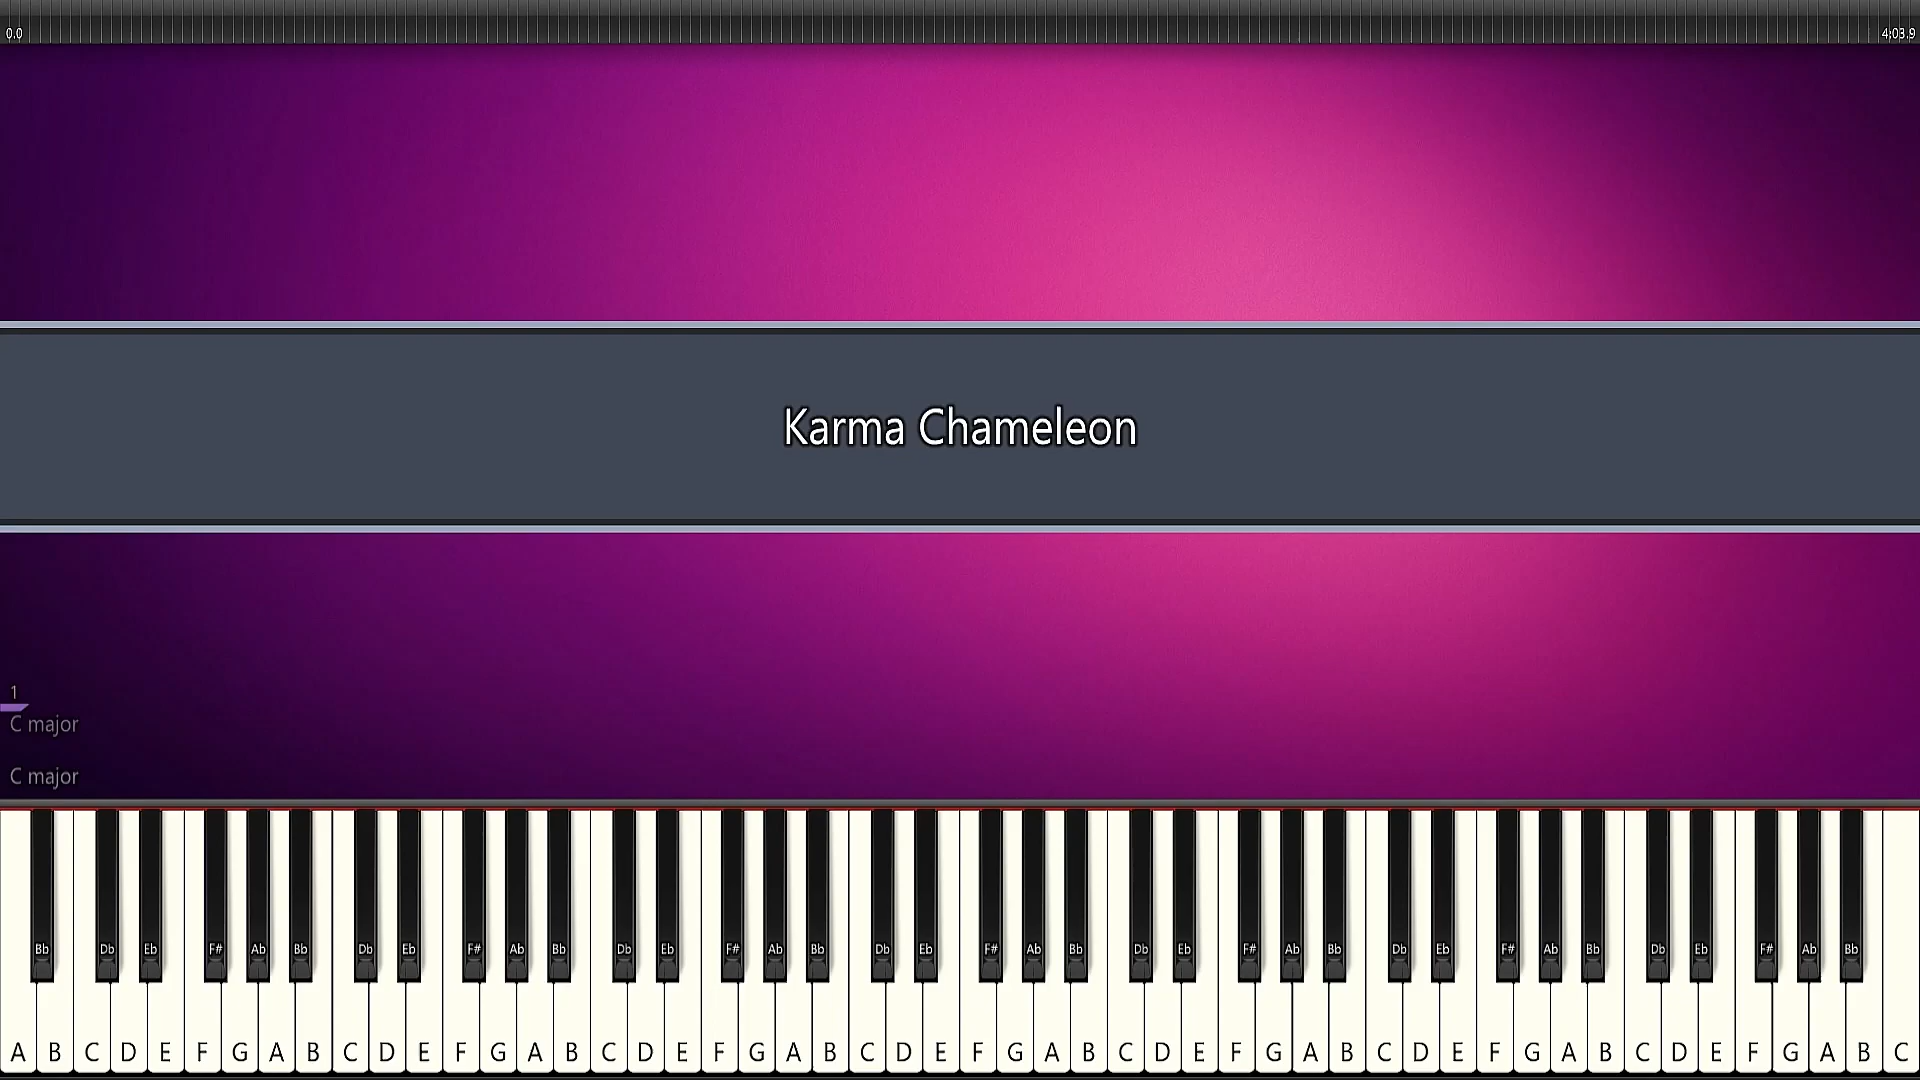 0.0 4:03.9
Karma Chameleon
1
C major
C major
Bb Db Eb F# Ab Bb Db Eb F# Ab Bb Db Eb F# Ab Bb Db Eb F# Ab Bb Db Eb F# Ab Bb Db Eb F# Ab Bb Db Eb F# Ab Bb
A B C D E F G A B C D E F G A B C D E F G A B C D E F G A B C D E F G A B C D E F G A B C D E F G A B C